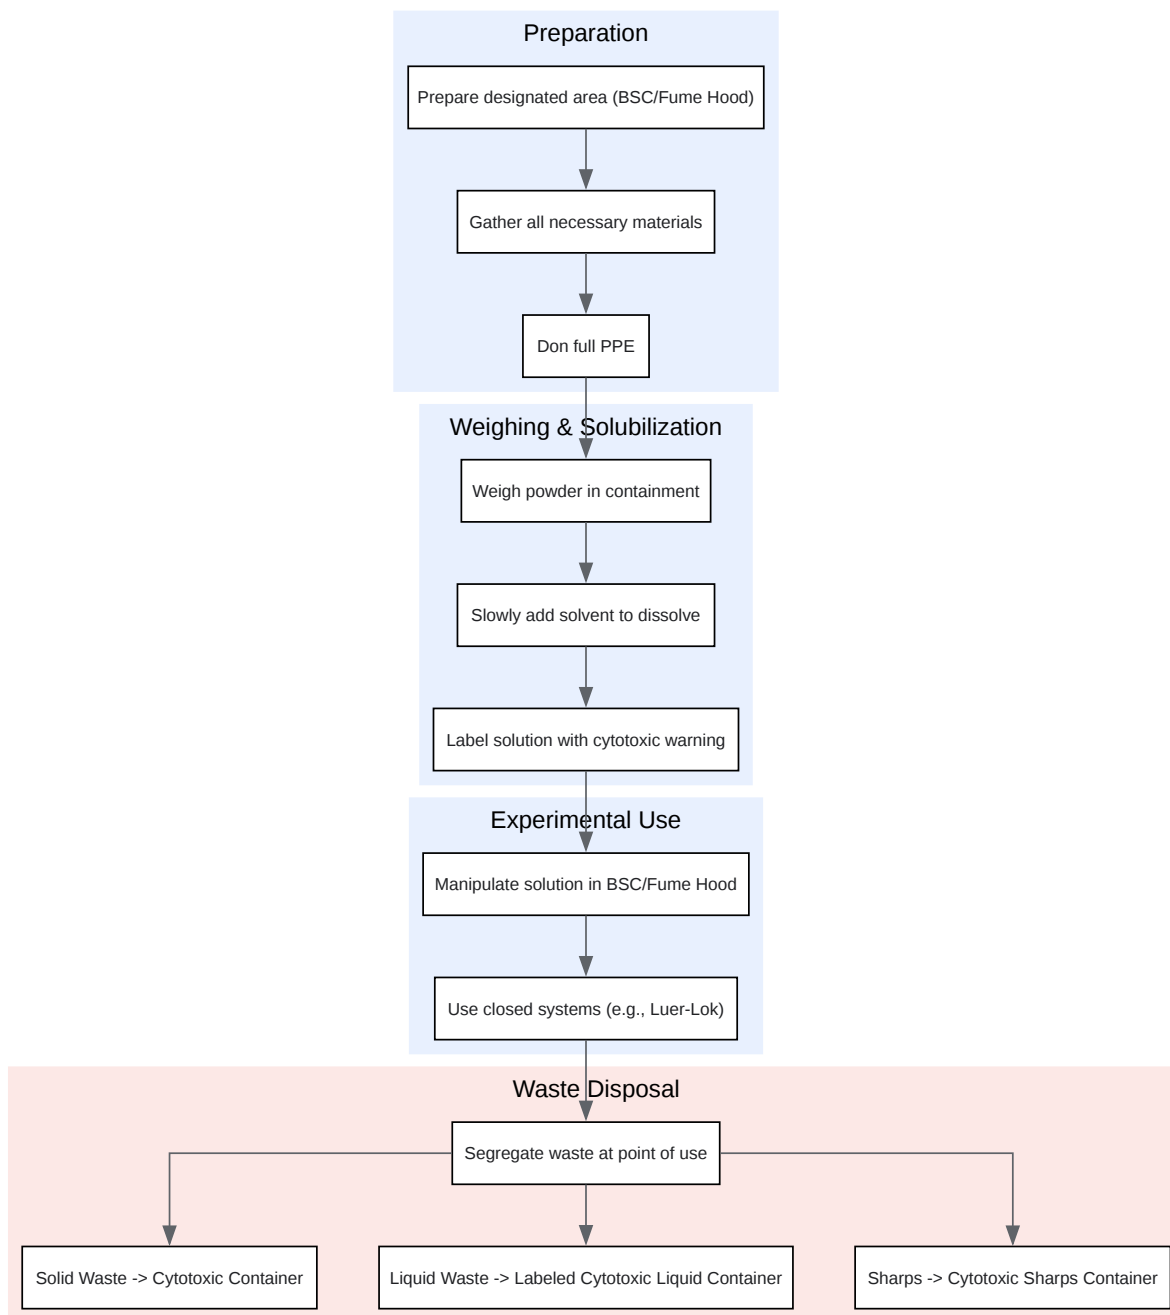 Preparation
Prepare designated area (BSC/Fume Hood)
Gather all necessary materials
Don full PPE
Weighing & Solubilization
Weigh powder in containment
Slowly add solvent to dissolve
Label solution with cytotoxic warning
Experimental Use
Manipulate solution in BSC/Fume Hood
Use closed systems (e.g., Luer-Lok)
Waste Disposal
Segregate waste at point of use
Solid Waste -> Cytotoxic Container
Liquid Waste -> Labeled Cytotoxic Liquid Container
Sharps -> Cytotoxic Sharps Container